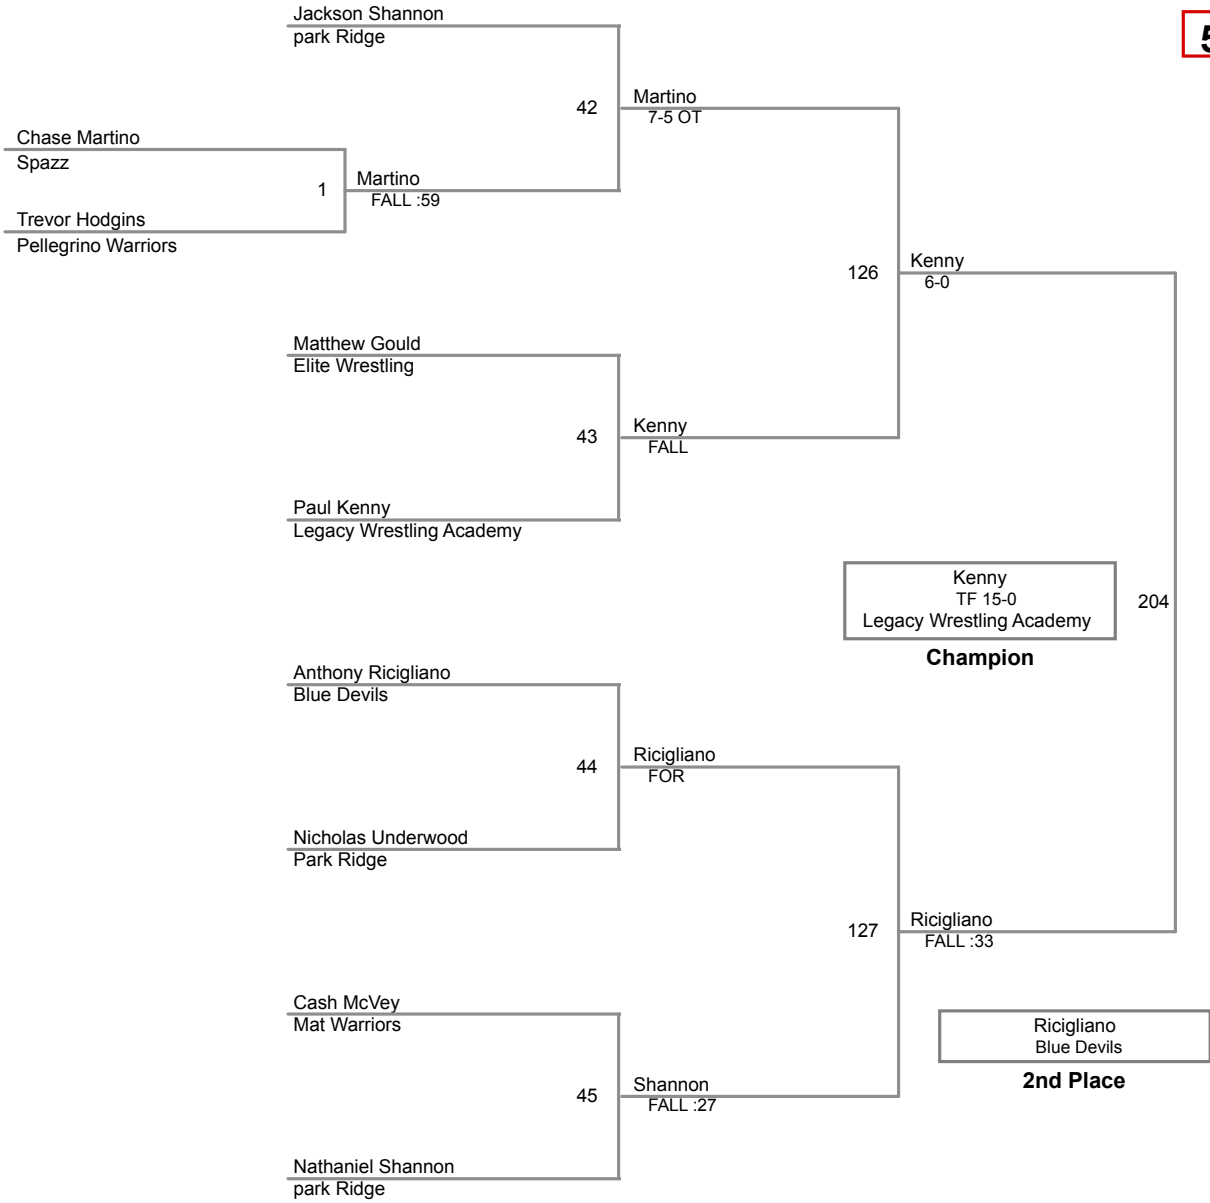 Jackson Shannon
park Ridge
5
42
Martino
7-5 OT
Chase Martino
Spazz
1
Martino
FALL :59
Trevor Hodgins
Pellegrino Warriors
126
Kenny
6-0
Matthew Gould
Elite Wrestling
43
Kenny
FALL
Paul Kenny
Legacy Wrestling Academy
Kenny
TF 15-0
Legacy Wrestling Academy
204
Champion
Anthony Ricigliano
Blue Devils
44
Ricigliano
FOR
Nicholas Underwood
Park Ridge
127
Ricigliano
FALL :33
Cash McVey
Mat Warriors
Ricigliano
Blue Devils
2nd Place
45
Shannon
FALL :27
Nathaniel Shannon
park Ridge